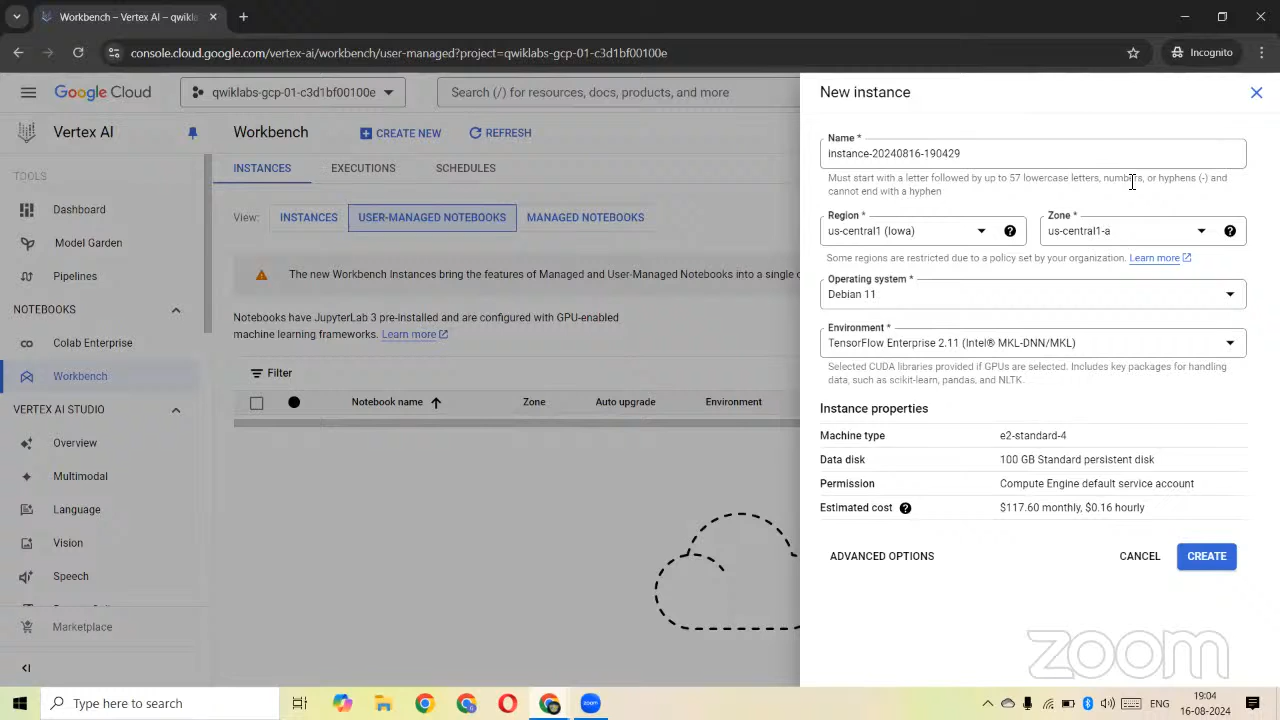 Workbench – Vertex AI – qwikla
console.cloud.google.com/vertex-ai/workbench/user-managed?project=qwiklabs-gcp-01-c3d1bf00100e
Incognito
Google Cloud
qwiklabs-gcp-01-c3d1bf00100e
Search (/) for resources, docs, products, and more
Vertex AI
Workbench
CREATE NEW
REFRESH
TOOLS
Dashboard
Model Garden
Pipelines
NOTEBOOKS
Colab Enterprise
Workbench
VERTEX AI STUDIO
Overview
Multimodal
Language
Vision
Speech
Marketplace
INSTANCES
EXECUTIONS
SCHEDULES
View:
INSTANCES
USER-MANAGED NOTEBOOKS
MANAGED NOTEBOOKS
The new Workbench Instances bring the features of Managed and User-Managed Notebooks into a single
Notebooks have JupyterLab 3 pre-installed and are configured with GPU-enabled
machine learning frameworks. Learn more
Filter
Notebook name
Zone
Auto upgrade
Environment
New instance
Name *
instance-20240816-190429
Must start with a letter followed by up to 57 lowercase letters, numbers, or hyphens (-) and
cannot end with a hyphen
Region *
us-central1 (Iowa)
Zone *
us-central1-a
Some regions are restricted due to a policy set by your organization. Learn more
Operating system *
Debian 11
Environment *
TensorFlow Enterprise 2.11 (Intel® MKL-DNN/MKL)
Selected CUDA libraries provided if GPUs are selected. Includes key packages for handling
data, such as scikit-learn, pandas, and NLTK.
Instance properties
Machine type e2-standard-4
Data disk 100 GB Standard persistent disk
Permission Compute Engine default service account
Estimated cost $117.60 monthly, $0.16 hourly
ADVANCED OPTIONS
CANCEL
CREATE
zoom
Type here to search
zoom
ENG
19:04
16-08-2024